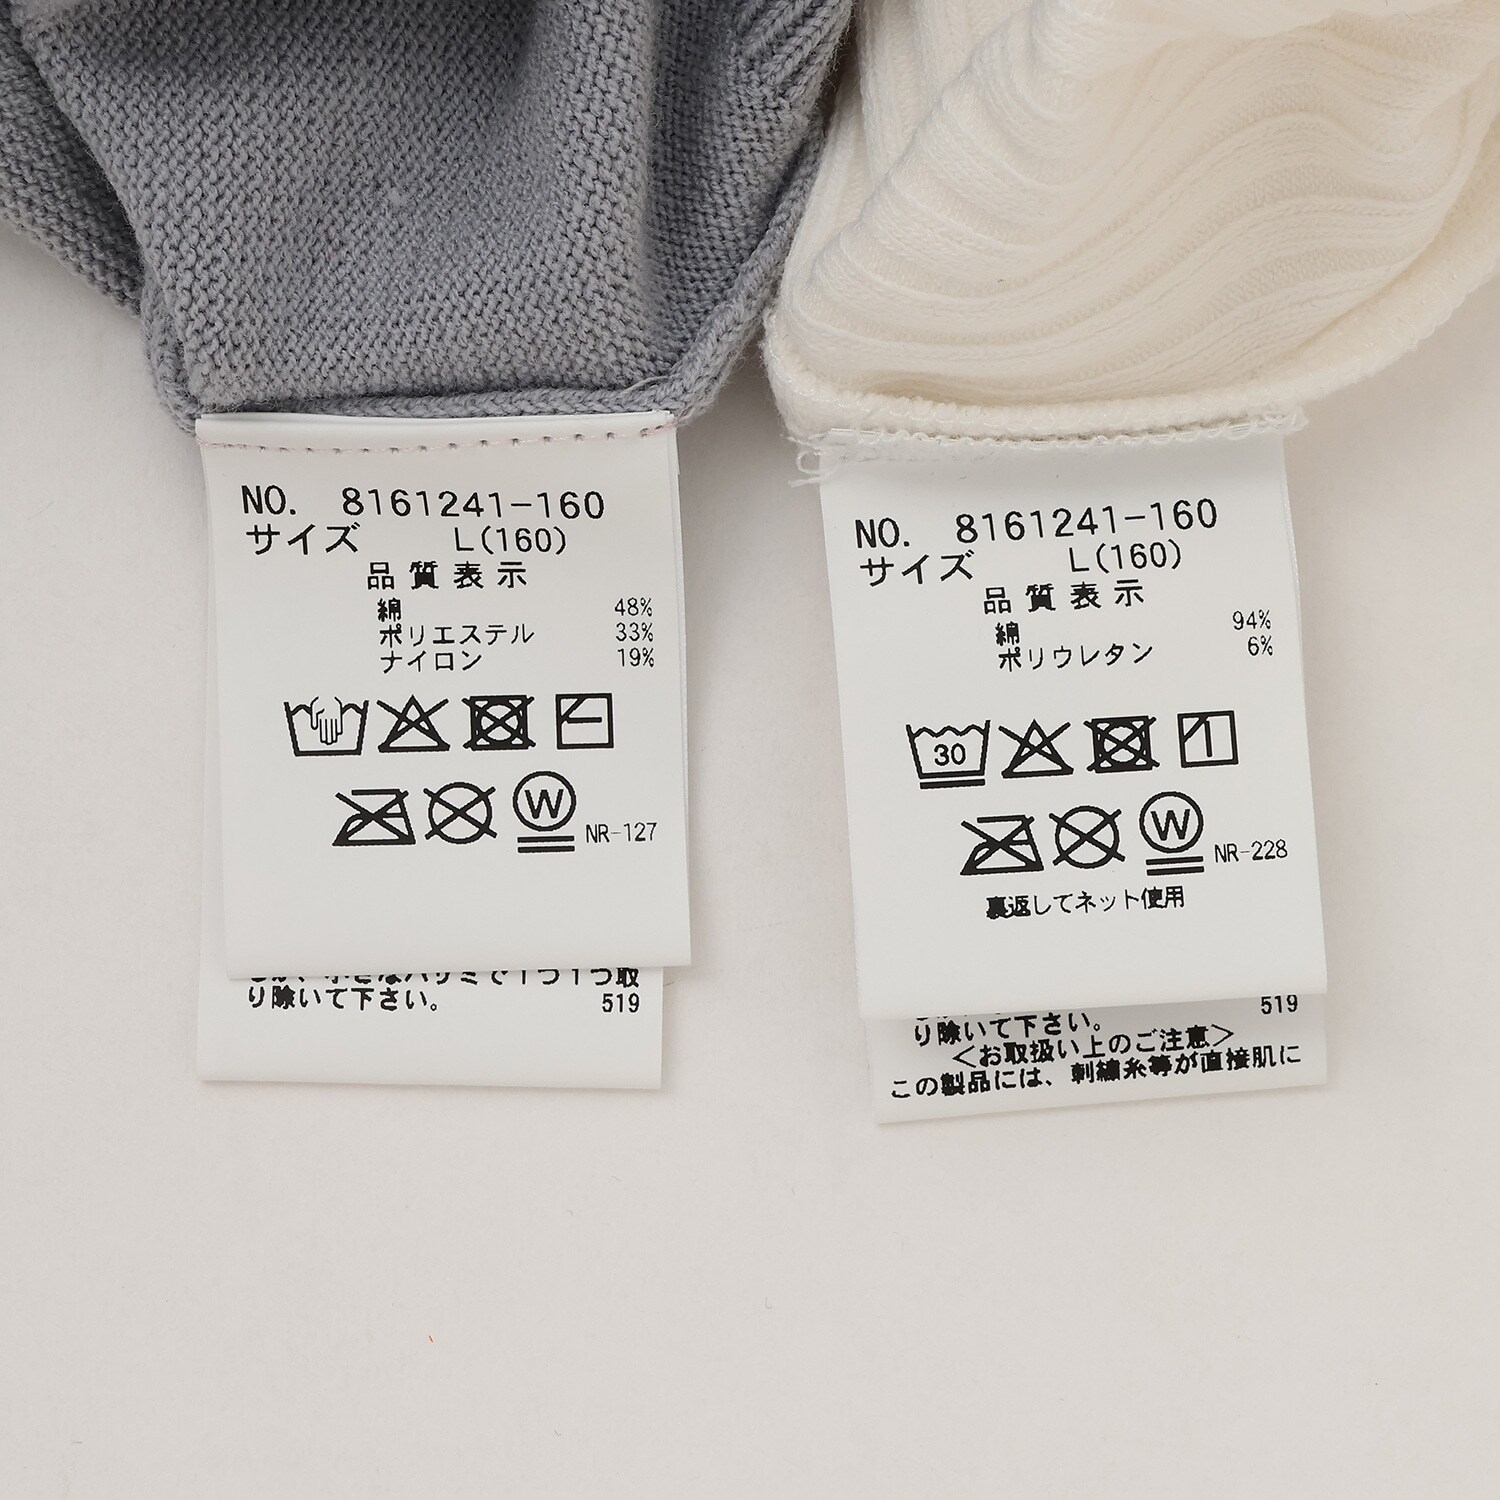 NO. 8161241-160
サイズ L(160)
品質表示
綿 48%
ポリエステル 33%
ナイロン 19%
W NR-127
り除いて下さい。
519
NO. 8161241-160
サイズ L(160)
品質表示
綿 94%
ポリウレタン 6%
30
W NR-228
裏返してネット使用
519
り除いて下さい。
<お取扱い上のご注意>
この製品には、刺繍糸等が直接肌に